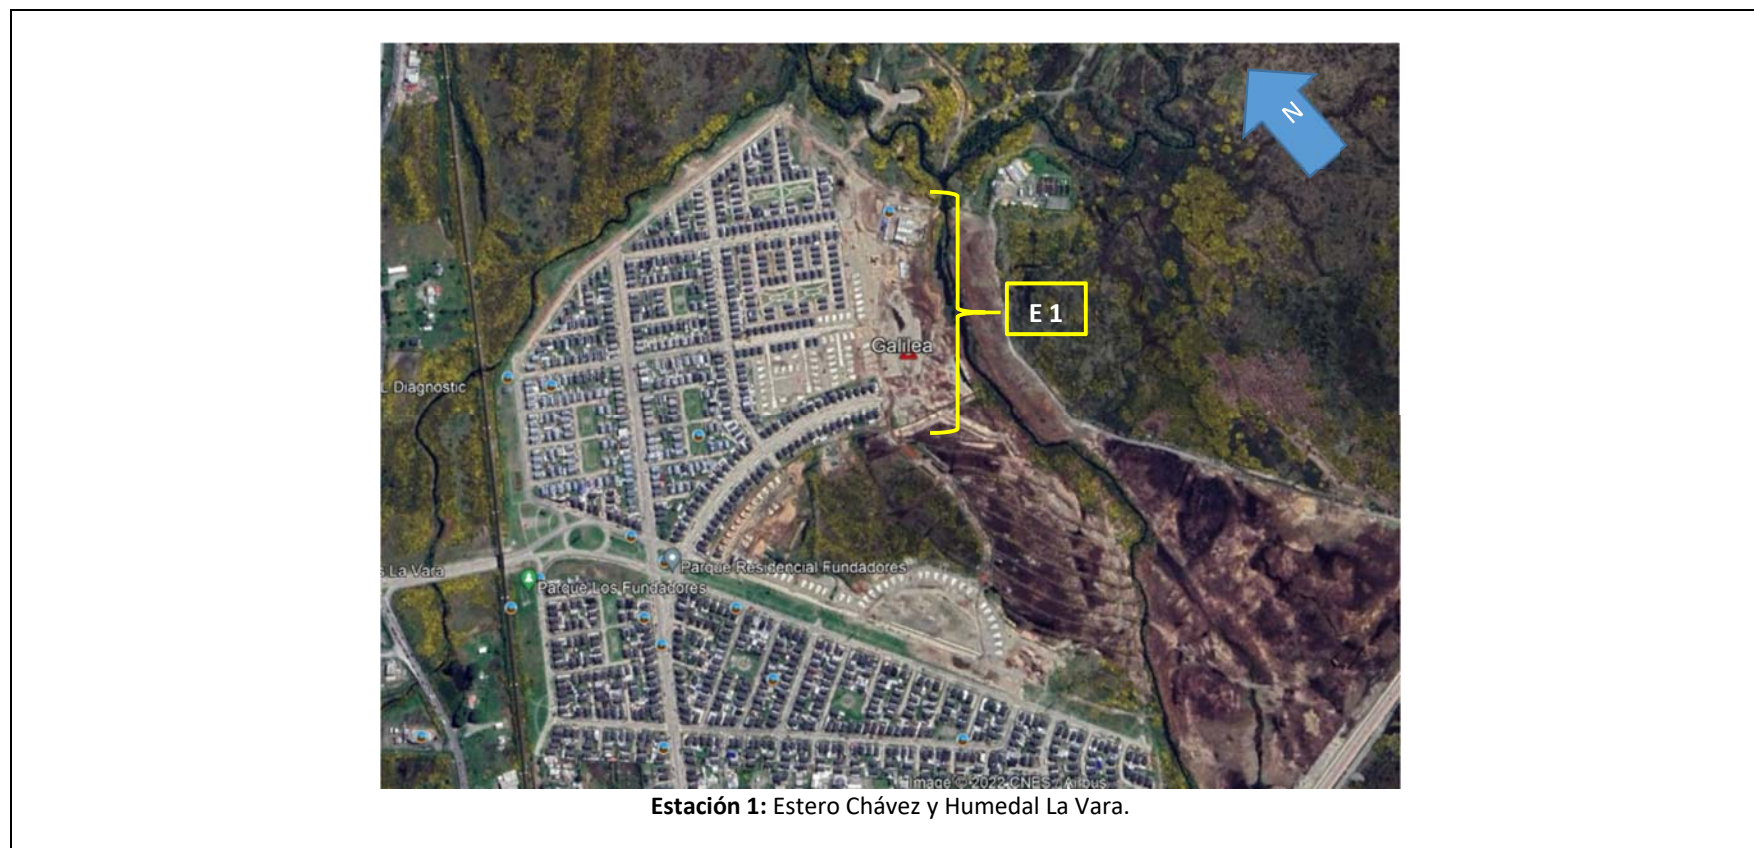 N
E 1
Galilea
L Diagnostic
s La Vara
Parque Residencial Fundadores
Parque Los Fundadores
Image © 2022 CNES / Airbus
Estación 1: Estero Chávez y Humedal La Vara.